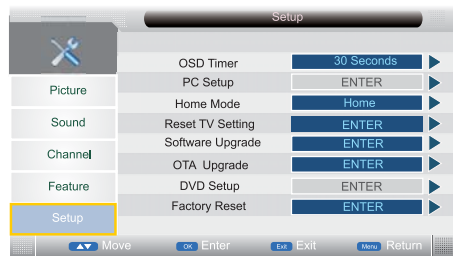 Setup
Picture
Sound
Channel
Feature
Setup
OSD Timer 30 Seconds
PC Setup ENTER
Home Mode Home
Reset TV Setting ENTER
Software Upgrade ENTER
OTA Upgrade ENTER
DVD Setup ENTER
Factory Reset ENTER
▲▼ Move OK Enter Exit Exit Menu Return